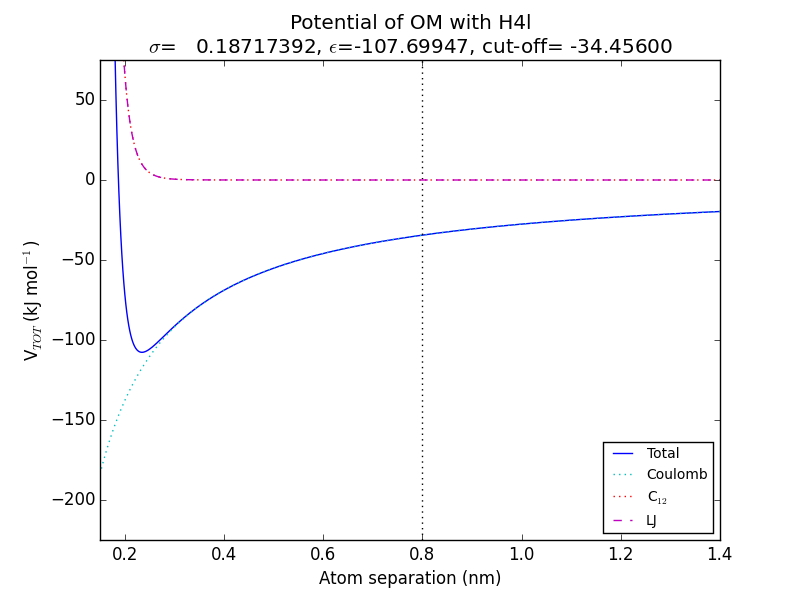 Potential of OM with H4l
σ= 0.18717392, ϵ=-107.69947, cut-off= -34.45600
50
0
−50
−100
−150
−200
V_TOT (kJ mol⁻¹)
Total
Coulomb
C₁₂
LJ
0.2 0.4 0.6 0.8 1.0 1.2 1.4
Atom separation (nm)